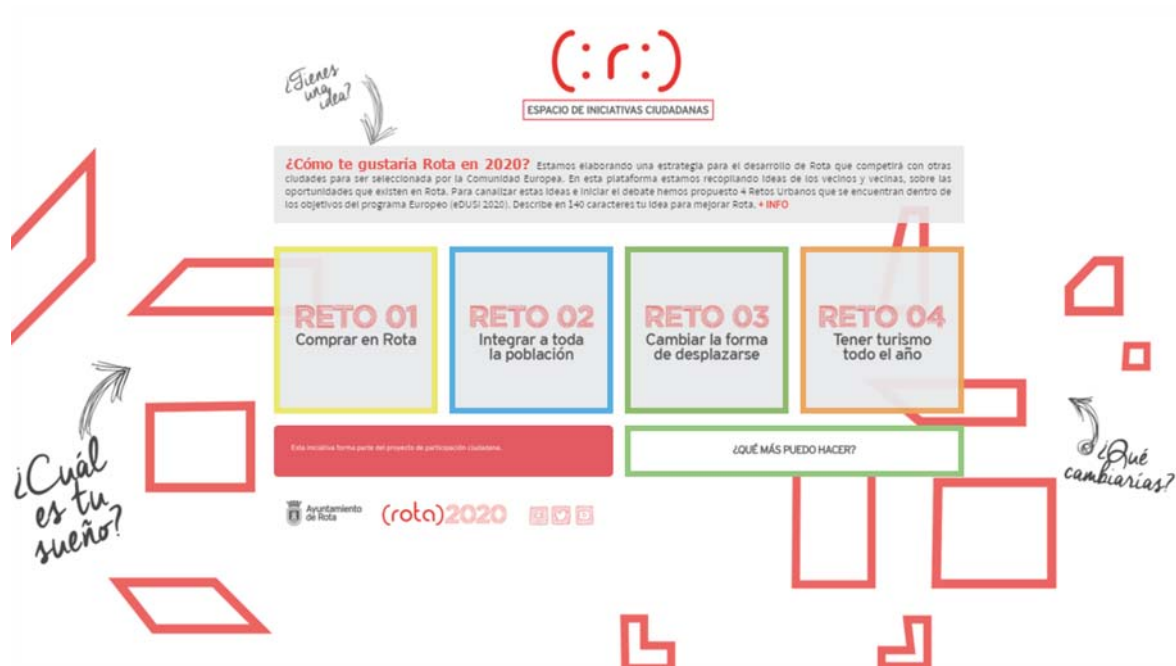 (:r:)
ESPACIO DE INICIATIVAS CIUDADANAS
¿Tienes
una
idea?
¿Cómo te gustaria Rota en 2020? Estamos elaborando una estrategia para el desarrollo de Rota que competirá con otras
ciudades para ser seleccionada por la Comunidad Europea. En esta plataforma estamos recopilando ideas de los vecinos y vecinas, sobre las
oportunidades que existen en Rota. Para canalizar estas ideas e iniciar el debate hemos propuesto 4 Retos Urbanos que se encuentran dentro de
los objetivos del programa Europeo (eDUSI 2020). Describe en 140 caracteres tu idea para mejorar Rota. + INFO
RETO 01
Comprar en Rota
RETO 02
Integrar a toda
la población
RETO 03
Cambiar la forma
de desplazarse
RETO 04
Tener turismo
todo el año
¿Cuál
es tu
sueño?
¿Qué
cambiarías?
Esta iniciativa forma parte del proyecto de participación ciudadana.
¿QUÉ MÁS PUEDO HACER?
Ayuntamiento
de Rota
(rota)2020